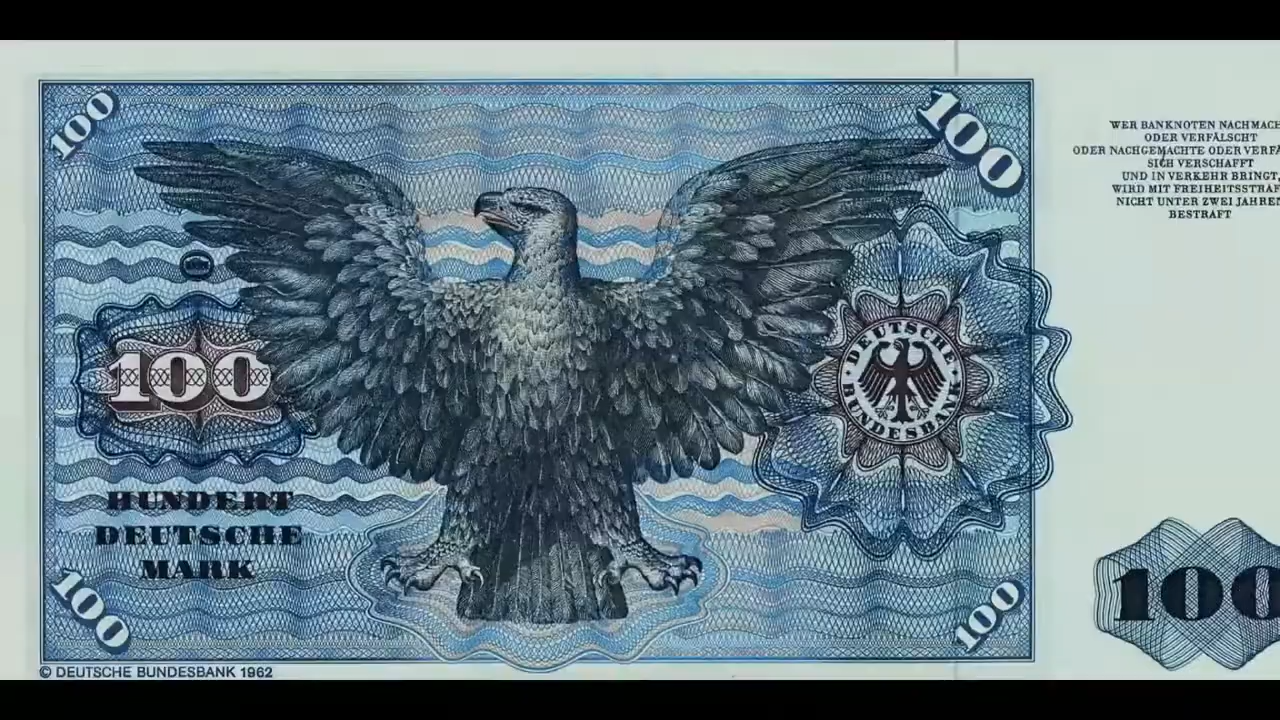 100
100
WER BANKNOTEN NACHMACH
ODER VERFÄLSCHT
ODER NACHGEMACHTE ODER VERFÄ
SICH VERSCHAFFT
UND IN VERKEHR BRINGT,
WIRD MIT FREIHEITSSTRAF
NICHT UNTER ZWEI JAHREN
BESTRAFT
100
DEUTSCHE
BUNDESBANK
HUNDERT
DEUTSCHE
MARK
100
100
100
© DEUTSCHE BUNDESBANK 1962